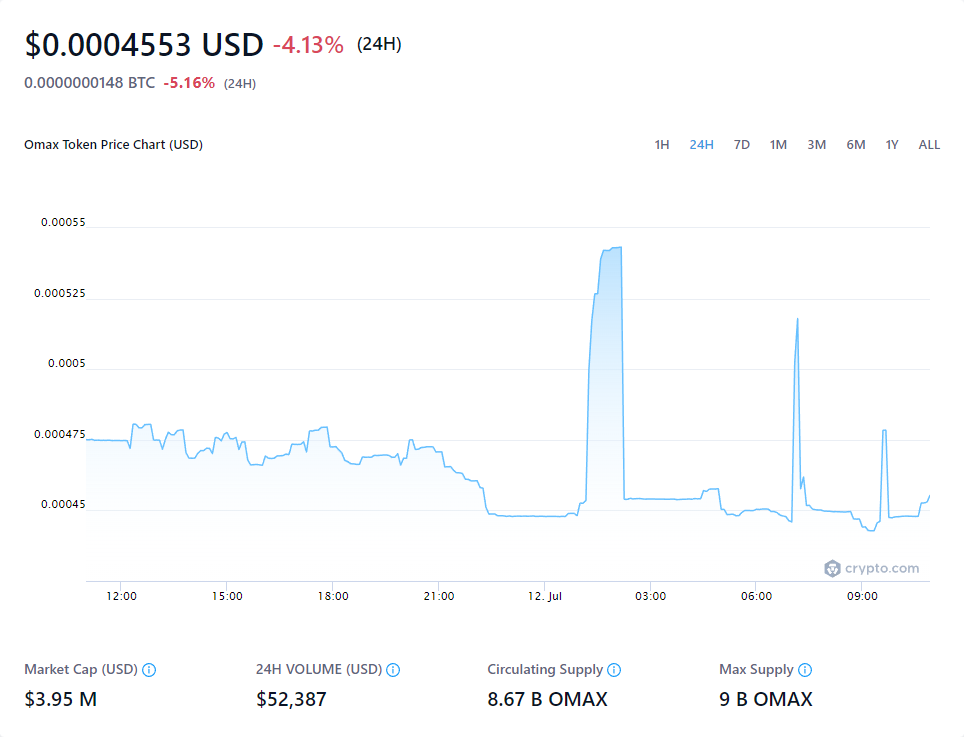 $0.0004553 USD -4.13% (24H)
0.0000000148 BTC -5.16% (24H)
Omax Token Price Chart (USD) 1H 24H 7D 1M 3M 6M 1Y ALL
0.00055
0.000525
0.0005
0.000475
0.00045
crypto.com
12:00 15:00 18:00 21:00 12. Jul 03:00 06:00 09:00
Market Cap (USD) 24H VOLUME (USD) Circulating Supply Max Supply
$3.95 M $52,387 8.67 B OMAX 9 B OMAX